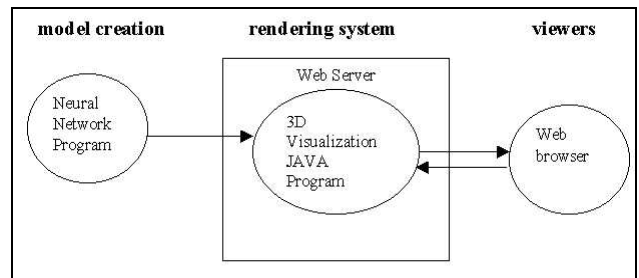 model creation
rendering system
viewers
Web Server
Neural
Network
Program
3D
Visualization
JAVA
Program
Web
browser